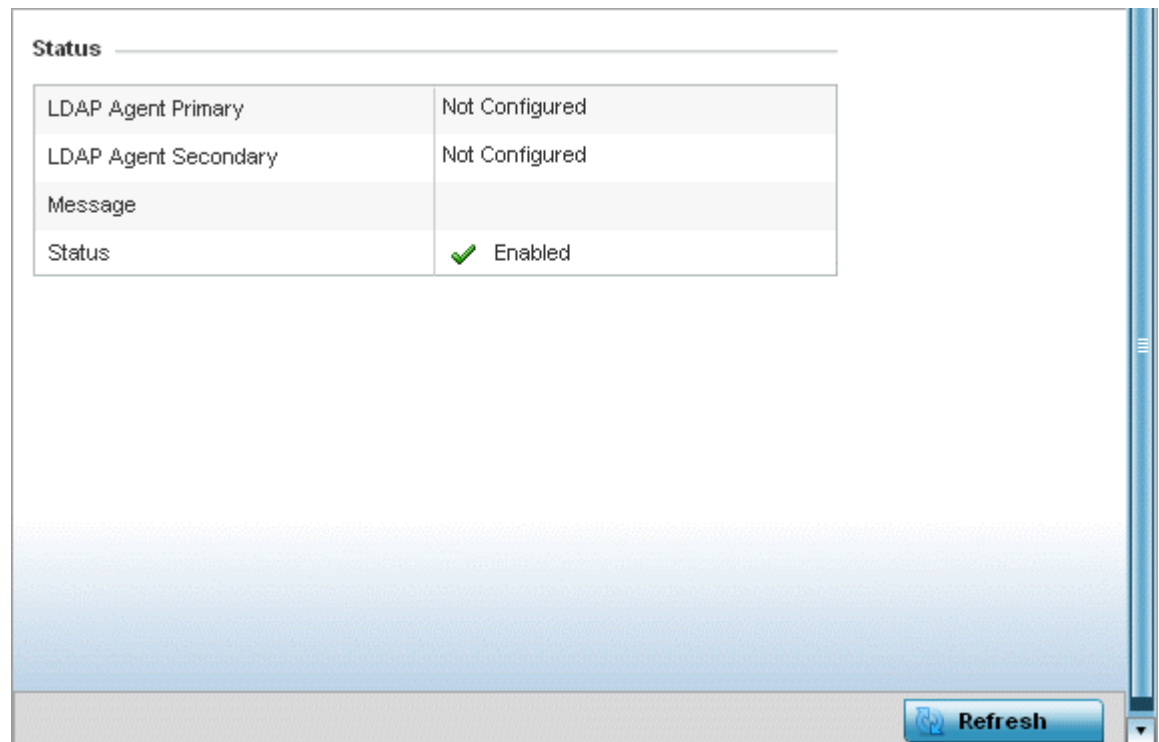 Status
LDAP Agent Primary Not Configured
LDAP Agent Secondary Not Configured
Message
Status Enabled
Refresh